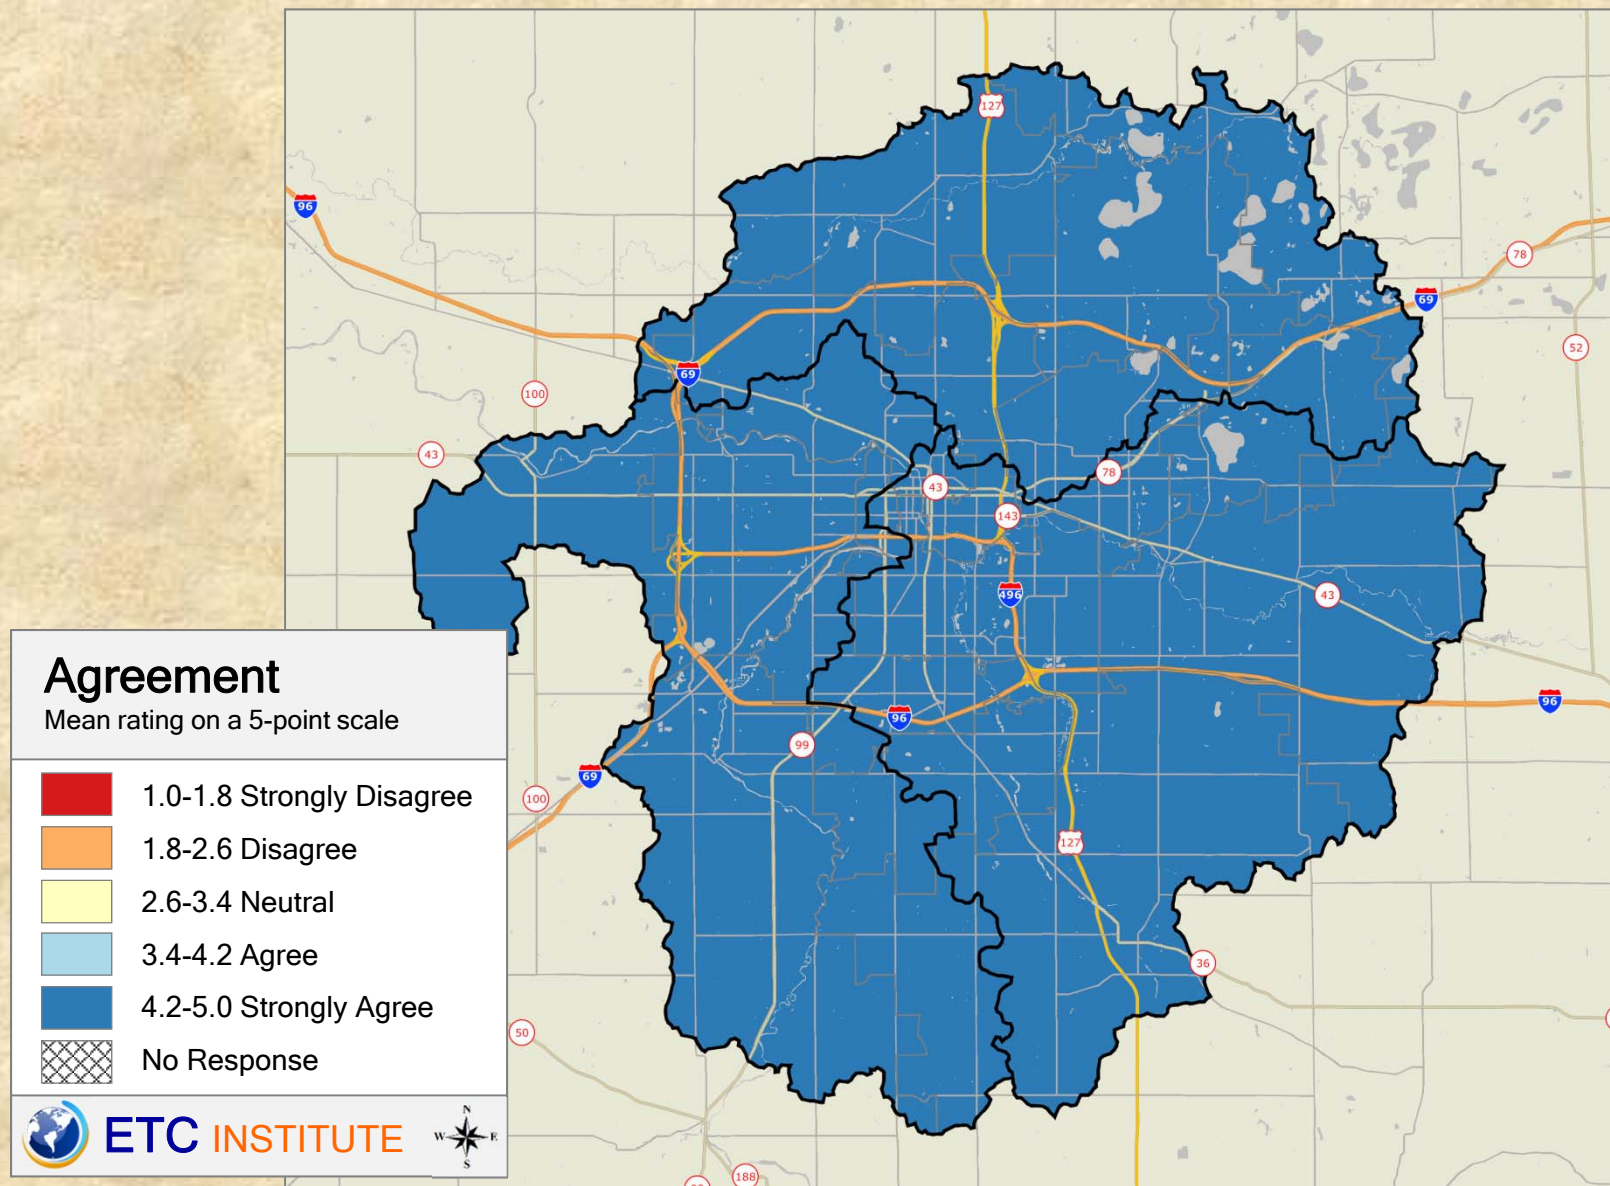 127
96
78
69
52
69
100
43
78
43
143
496
43
96
96
99
69
100
127
36
50
188
Agreement
Mean rating on a 5-point scale
1.0-1.8 Strongly Disagree
1.8-2.6 Disagree
2.6-3.4 Neutral
3.4-4.2 Agree
4.2-5.0 Strongly Agree
No Response
ETC INSTITUTE
N
W E
S